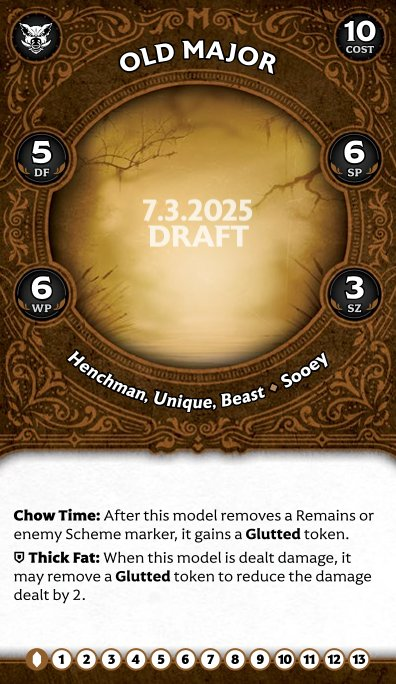 OLD MAJOR
10
COST
5
DF
6
SP
7.3.2025
DRAFT
6
WP
3
SZ
Henchman, Unique, Beast ♦ Sooey
Chow Time: After this model removes a Remains or
enemy Scheme marker, it gains a Glutted token.
Thick Fat: When this model is dealt damage, it
may remove a Glutted token to reduce the damage
dealt by 2.
1 2 3 4 5 6 7 8 9 10 11 12 13